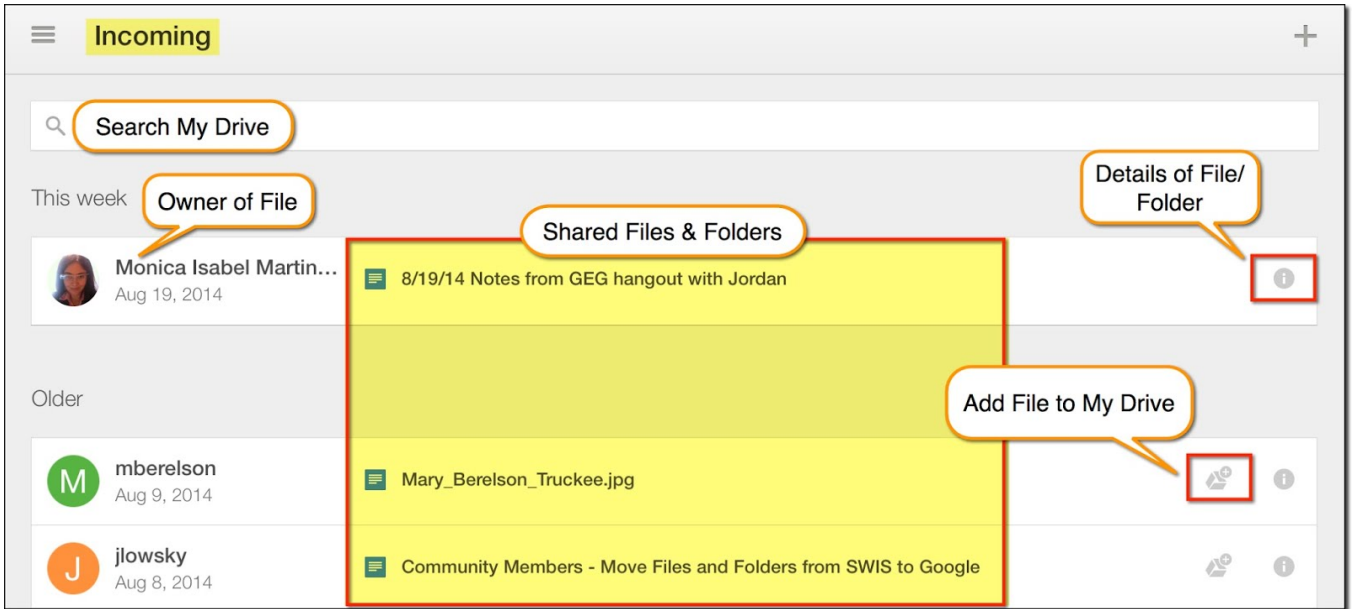 Incoming
Search My Drive
Details of File/
Folder
This week
Owner of File
Shared Files & Folders
Monica Isabel Martin...
Aug 19, 2014
8/19/14 Notes from GEG hangout with Jordan
Add File to My Drive
Older
M
mberelson
Aug 9, 2014
Mary_Berelson_Truckee.jpg
J
jlowsky
Aug 8, 2014
Community Members - Move Files and Folders from SWIS to Google